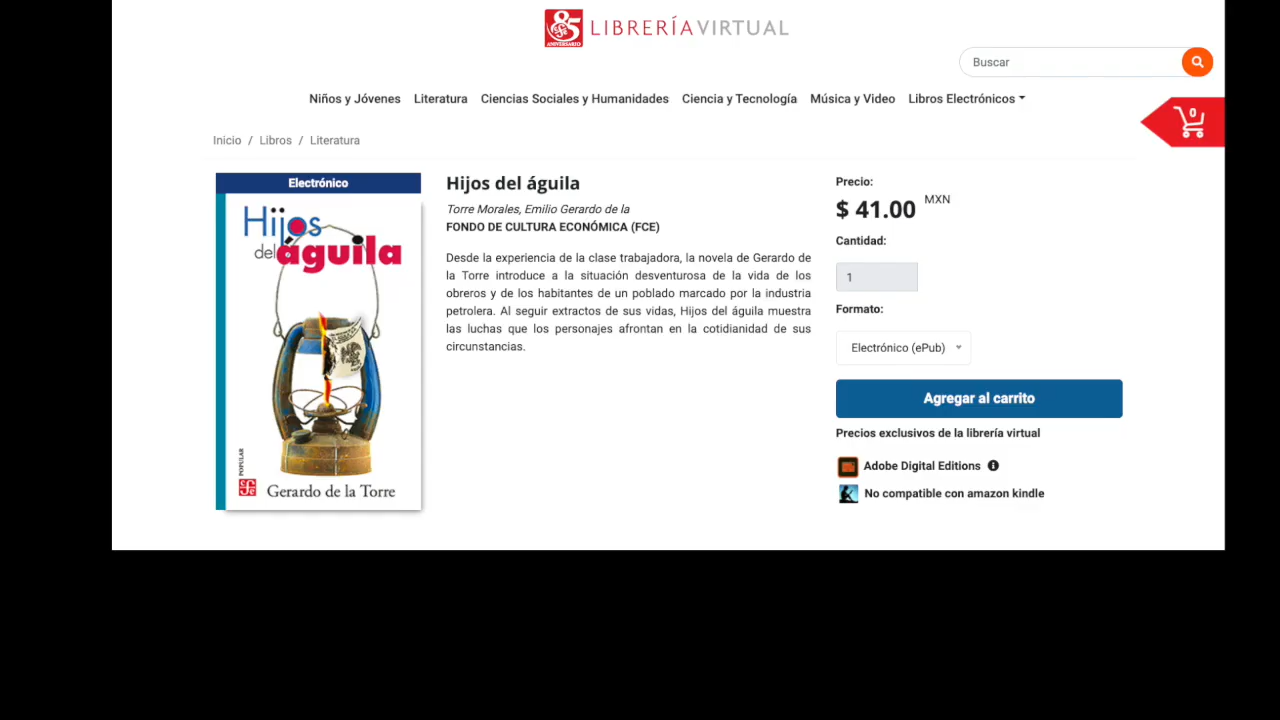 85
ANIVERSARIO
LIBRERÍAVIRTUAL
Buscar
Niños y Jóvenes Literatura Ciencias Sociales y Humanidades Ciencia y Tecnología Música y Video Libros Electrónicos
0
Inicio / Libros / Literatura
Electrónico
Hijos
del águila
POPULAR
Gerardo de la Torre
Hijos del águila
Torre Morales, Emilio Gerardo de la
FONDO DE CULTURA ECONÓMICA (FCE)
Desde la experiencia de la clase trabajadora, la novela de Gerardo de
la Torre introduce a la situación desventurosa de la vida de los
obreros y de los habitantes de un poblado marcado por la industria
petrolera. Al seguir extractos de sus vidas, Hijos del águila muestra
las luchas que los personajes afrontan en la cotidianidad de sus
circunstancias.
Precio:
$ 41.00 MXN
Cantidad:
1
Formato:
Electrónico (ePub)
Agregar al carrito
Precios exclusivos de la librería virtual
Adobe Digital Editions
No compatible con amazon kindle